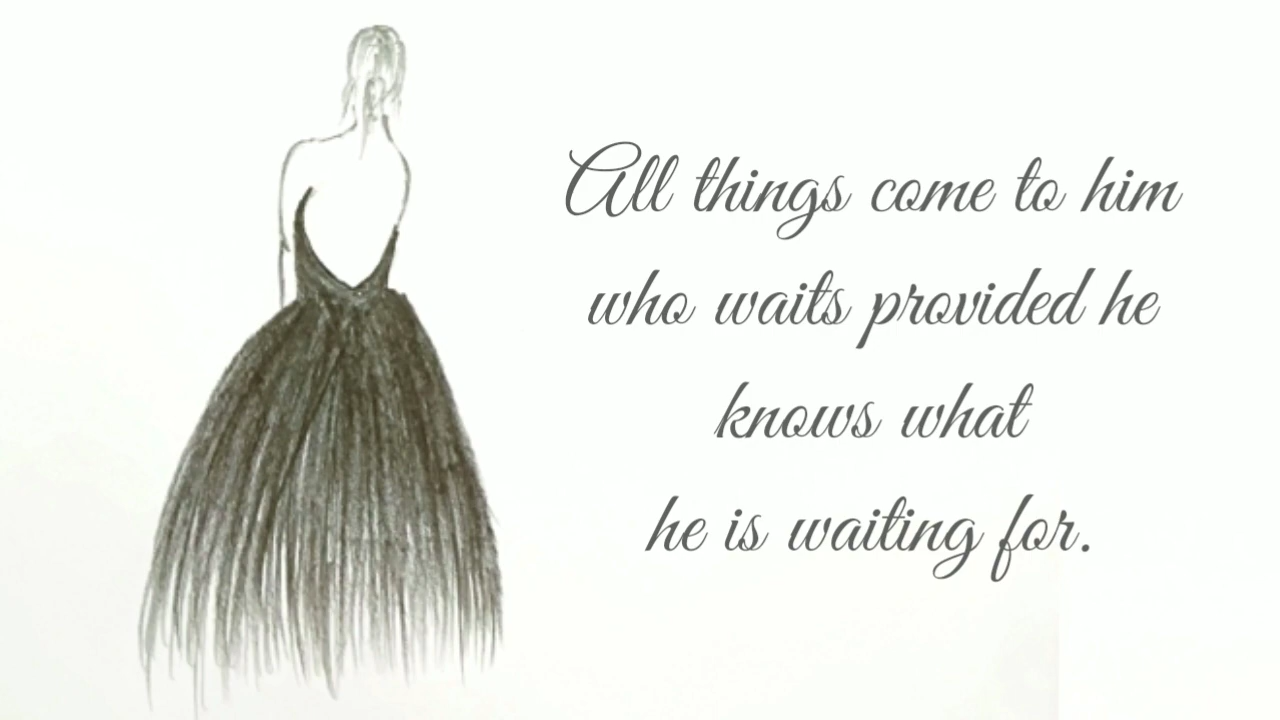 All things come to him
who waits provided he
knows what
he is waiting for.